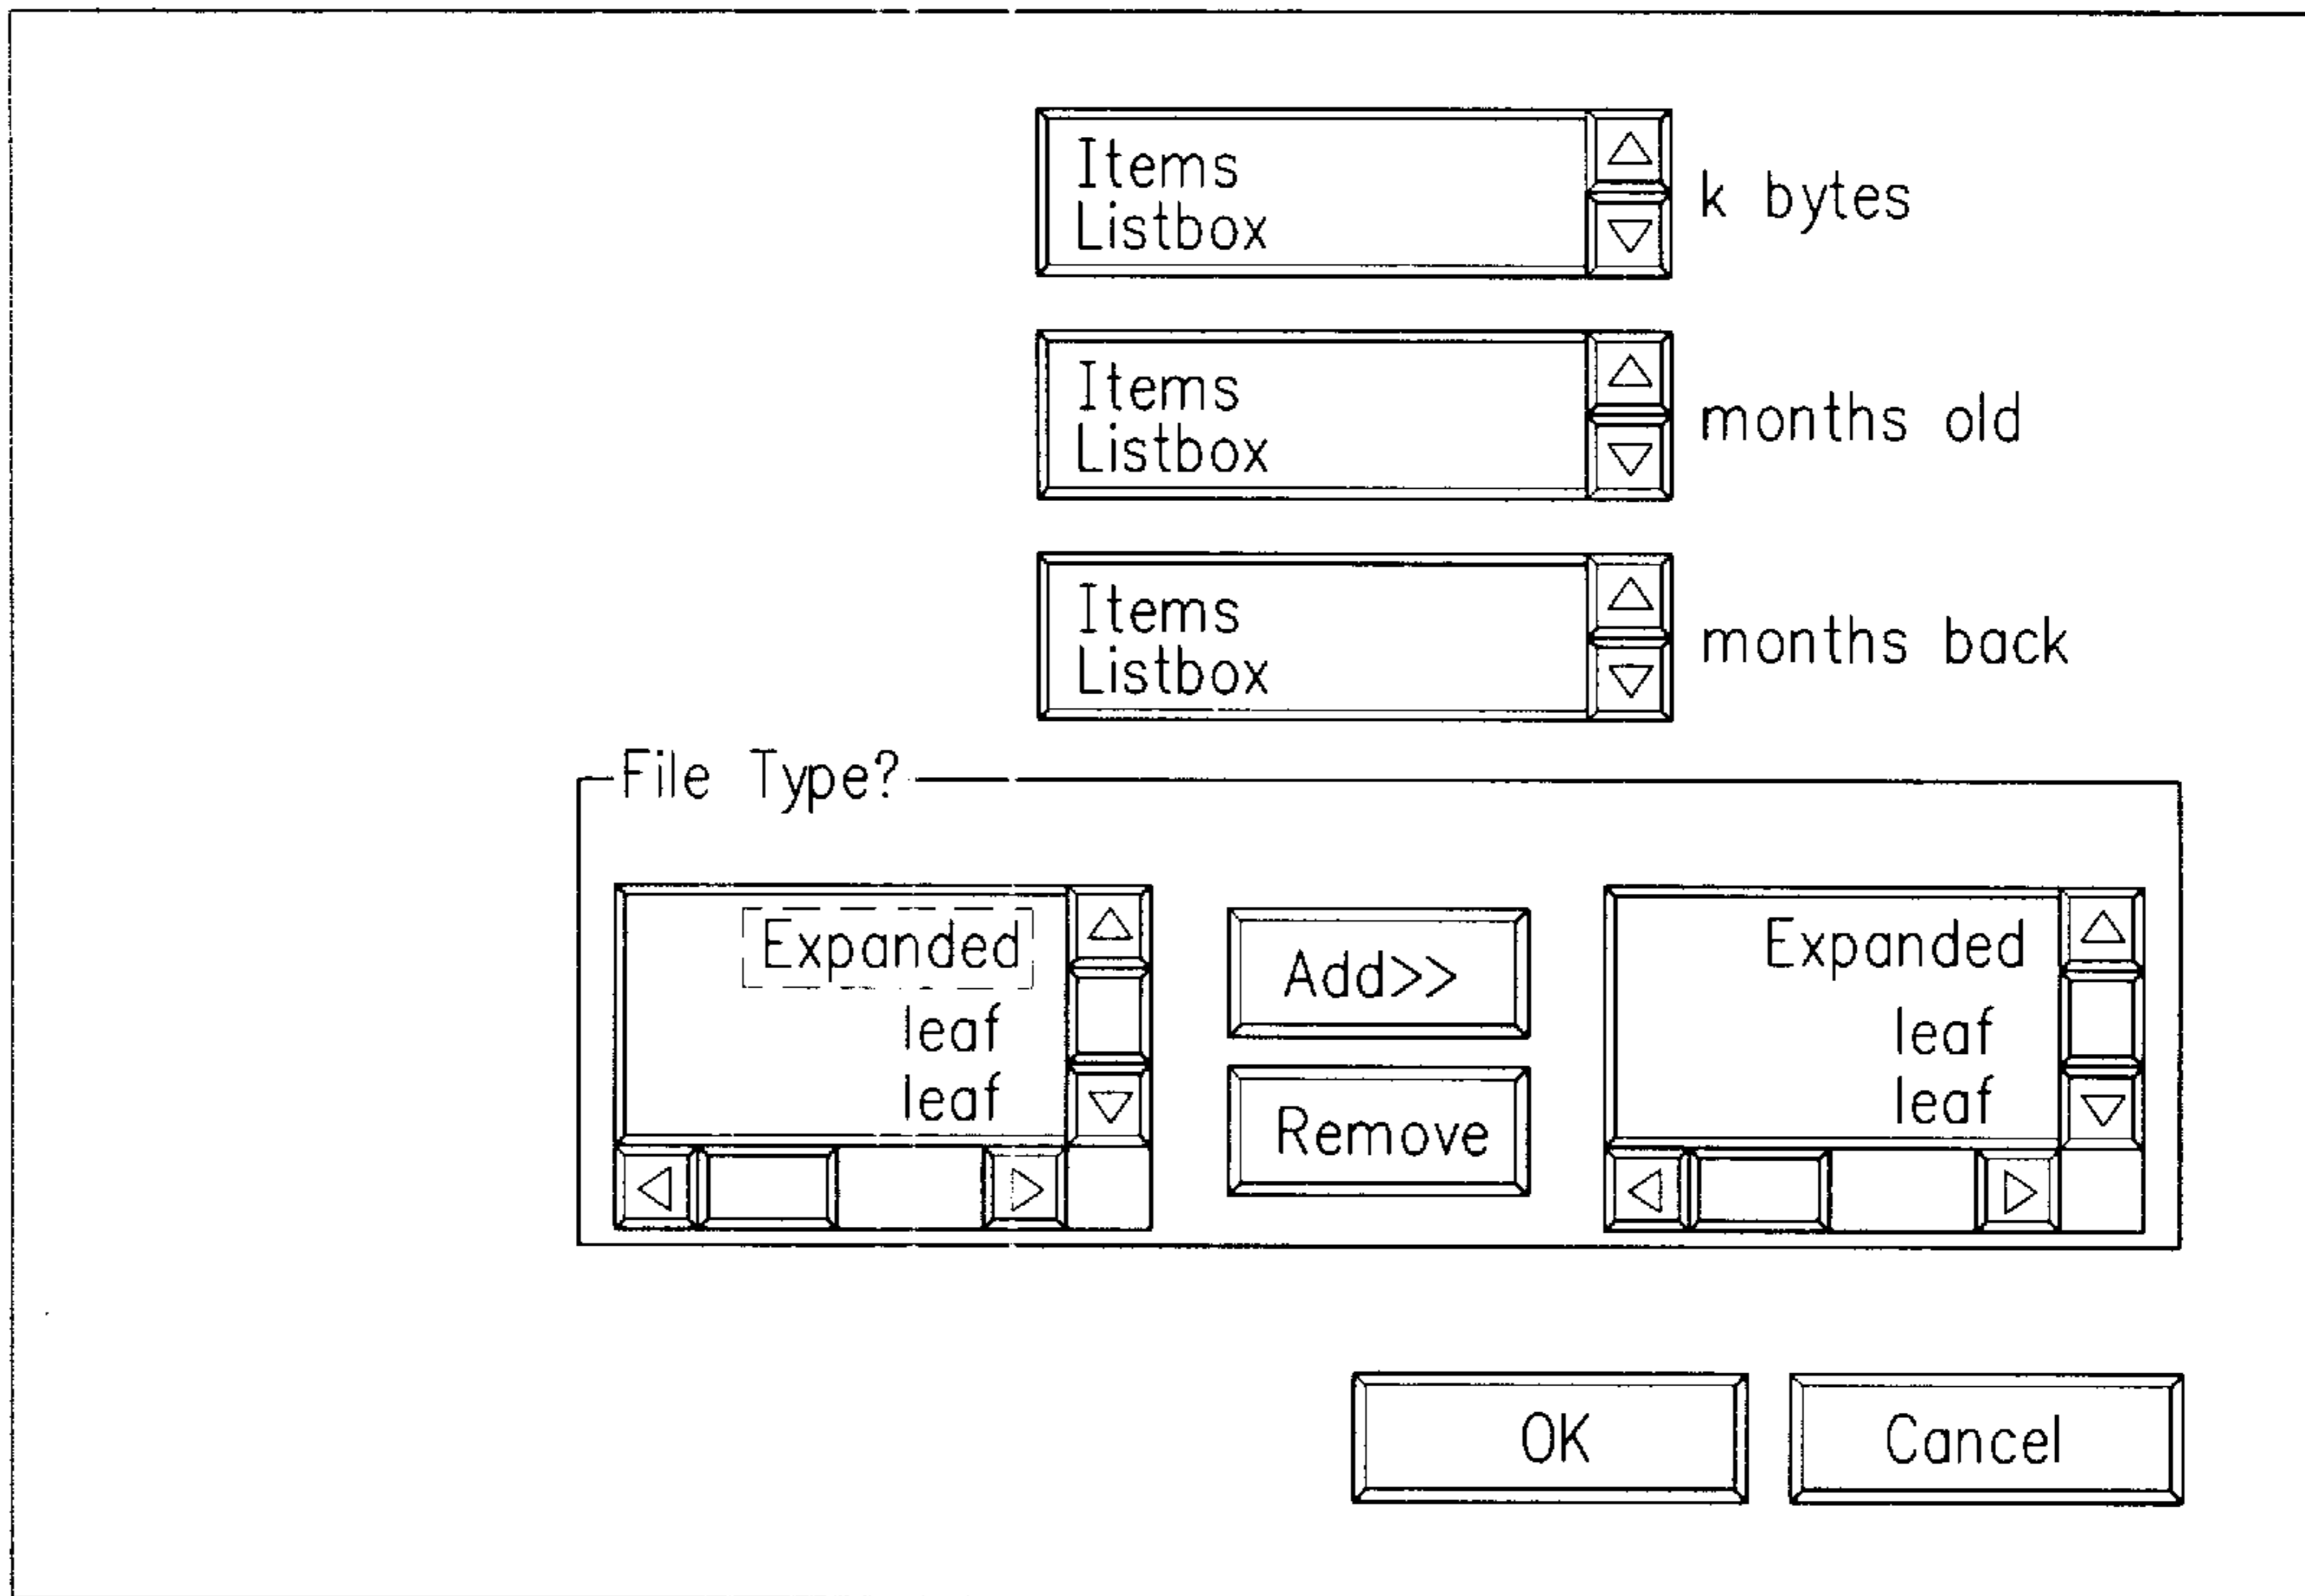 Items
Listbox
k bytes
Items
Listbox
months old
Items
Listbox
months back
File Type?
Expanded
leaf
leaf
Add>>
Remove
Expanded
leaf
leaf
OK
Cancel